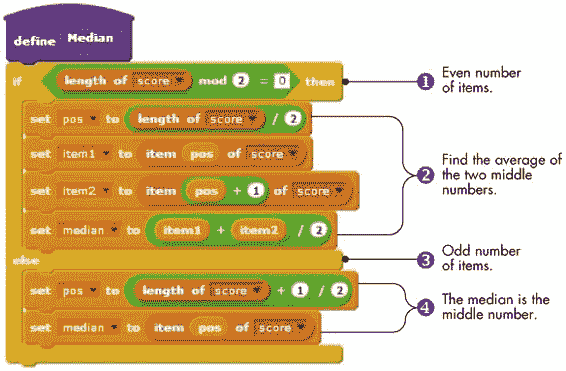 define Median
if length of score mod 2 = 0 then
1 Even number
of items.
set pos to length of score / 2
set item1 to item pos of score
2 Find the average of
the two middle
numbers.
set item2 to item pos + 1 of score
set median to item1 + item2 / 2
else
3 Odd number
of items.
set pos to length of score + 1 / 2
4 The median is the
middle number.
set median to item pos of score